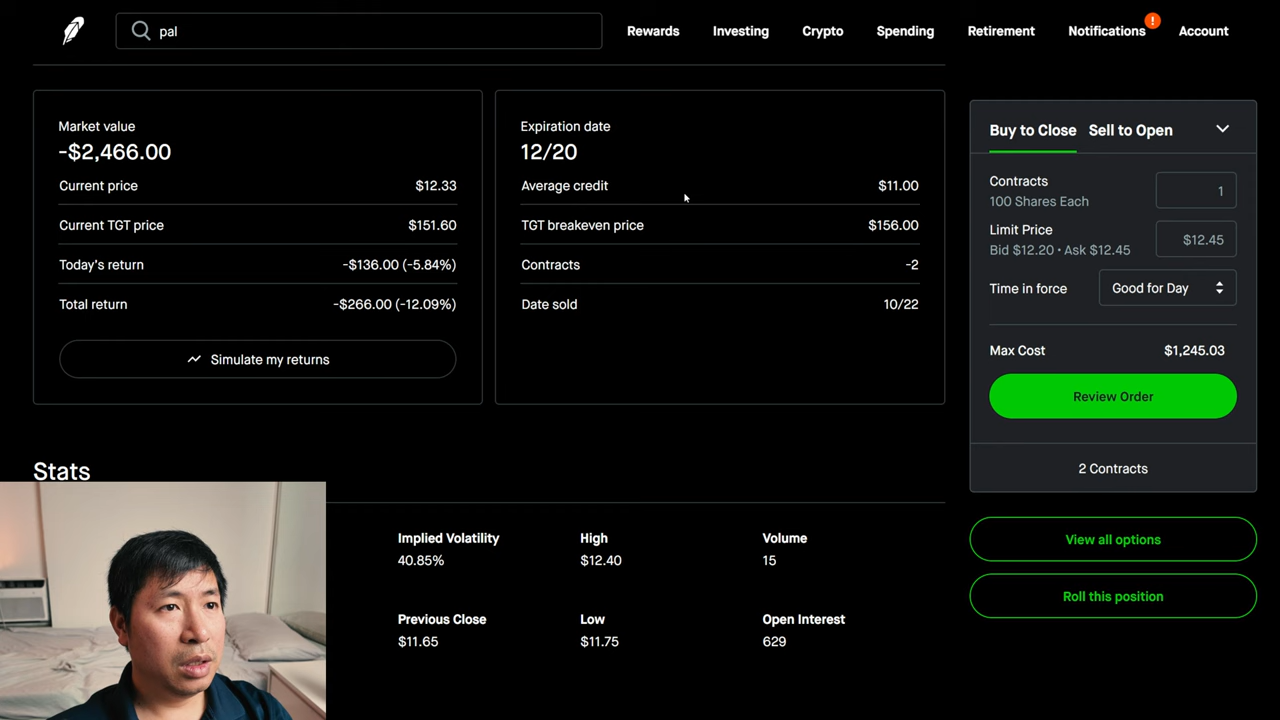 pal
Rewards
Investing
Crypto
Spending
Retirement
Notifications
!
Account
Market value
-$2,466.00
Current price $12.33
Current TGT price $151.60
Today's return -$136.00 (-5.84%)
Total return -$266.00 (-12.09%)
Simulate my returns
Expiration date
12/20
Average credit $11.00
TGT breakeven price $156.00
Contracts -2
Date sold 10/22
Buy to Close Sell to Open
Contracts 1
100 Shares Each
Limit Price $12.45
Bid $12.20 • Ask $12.45
Time in force Good for Day
Max Cost $1,245.03
Review Order
2 Contracts
View all options
Roll this position
Stats
Implied Volatility
40.85%
High
$12.40
Volume
15
Previous Close
$11.65
Low
$11.75
Open Interest
629